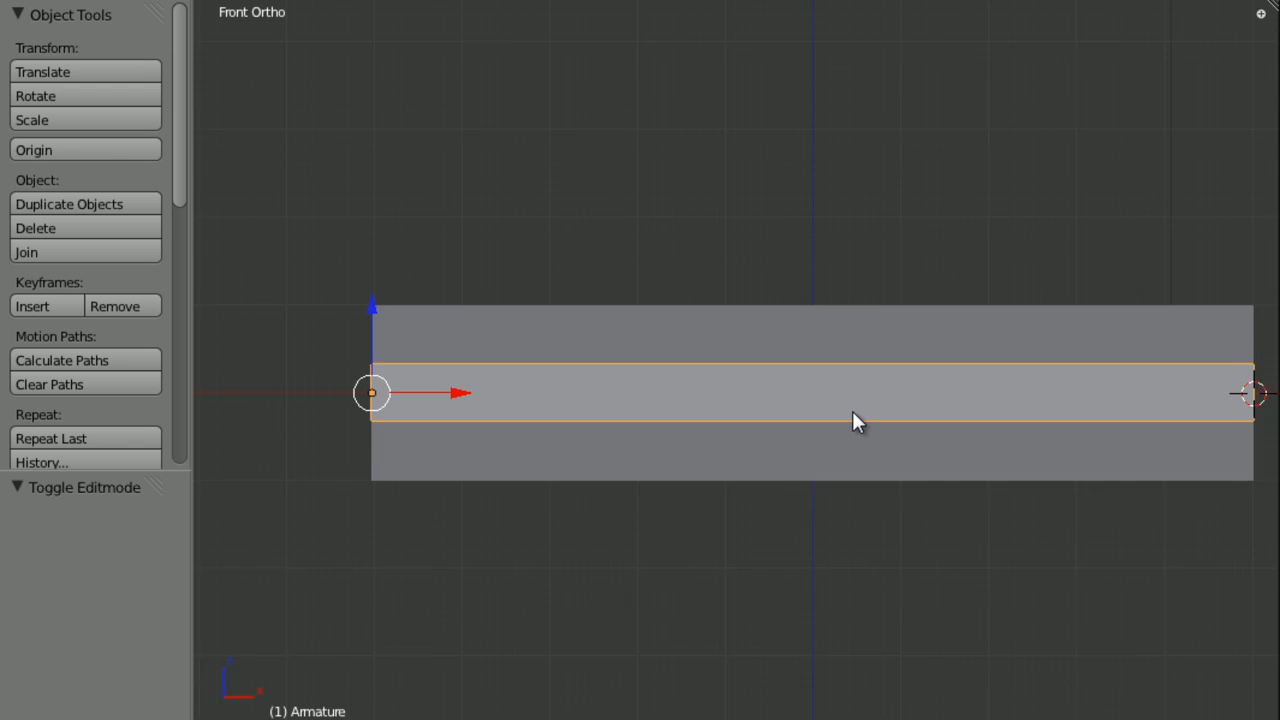 Object Tools
Transform:
Translate
Rotate
Scale
Origin
Object:
Duplicate Objects
Delete
Join
Keyframes:
Insert Remove
Motion Paths:
Calculate Paths
Clear Paths
Repeat:
Repeat Last
History...
Toggle Editmode
Front Ortho
z
x
(1) Armature